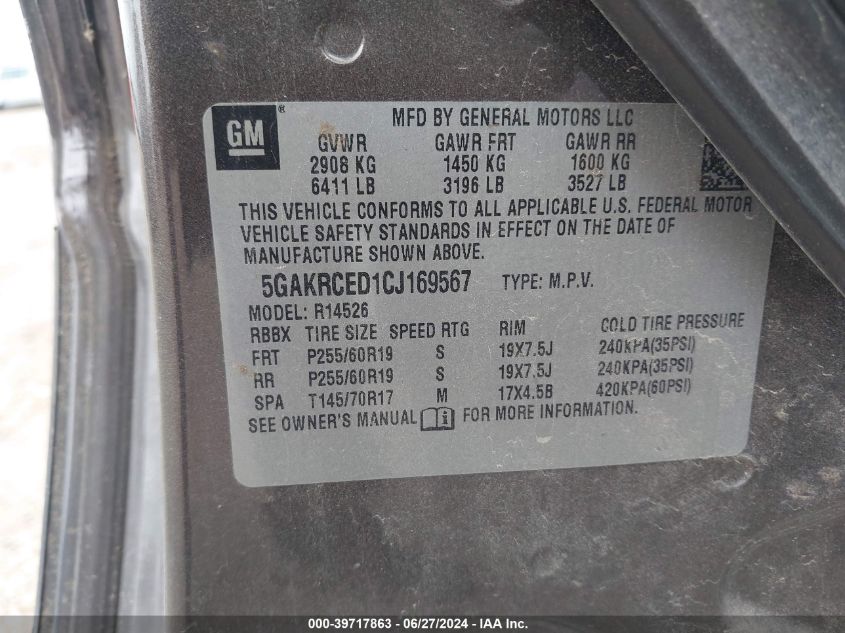 GM ® MFD BY GENERAL MOTORS LLC
GVWR GAWR FRT GAWR RR
2908 KG 1450 KG 1600 KG
6411 LB 3196 LB 3527 LB
THIS VEHICLE CONFORMS TO ALL APPLICABLE U.S. FEDERAL MOTOR
VEHICLE SAFETY STANDARDS IN EFFECT ON THE DATE OF
MANUFACTURE SHOWN ABOVE.
5GAKRCED1CJ169567 TYPE: M.P.V.
MODEL: R14526
RBBX TIRE SIZE SPEED RTG RIM COLD TIRE PRESSURE
FRT P255/60R19 S 19X7.5J 240KPA(35PSI)
RR P255/60R19 S 19X7.5J 240KPA(35PSI)
SPA T145/70R17 M 17X4.5B 420KPA(60PSI)
SEE OWNER'S MANUAL FOR MORE INFORMATION.
000-39717863 - 06/27/2024 - IAA Inc.